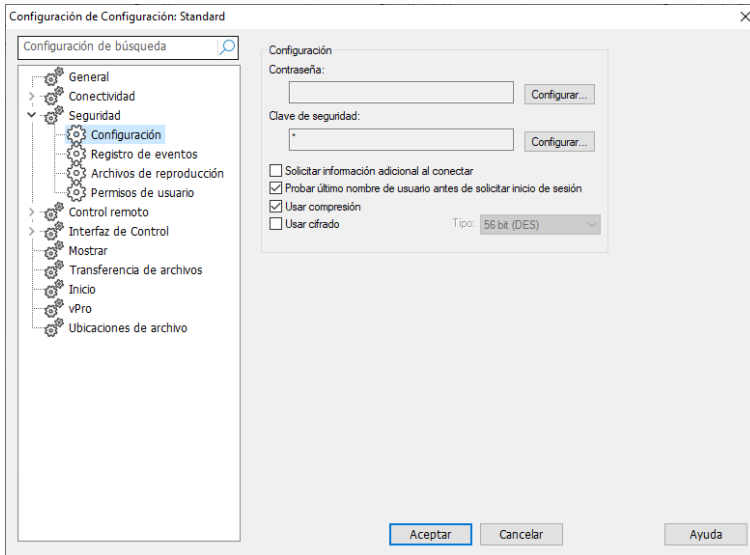 Configuración de Configuración: Standard
Configuración de búsqueda
General
Conectividad
Seguridad
Configuración
Registro de eventos
Archivos de reproducción
Permisos de usuario
Control remoto
Interfaz de Control
Mostrar
Transferencia de archivos
Inicio
vPro
Ubicaciones de archivo
Configuración
Contraseña:
Configurar...
Clave de seguridad:
* Configurar...
Solicitar información adicional al conectar
Probar último nombre de usuario antes de solicitar inicio de sesión
Usar compresión
Usar cifrado Tipo: 56 bit (DES)
Aceptar Cancelar Ayuda